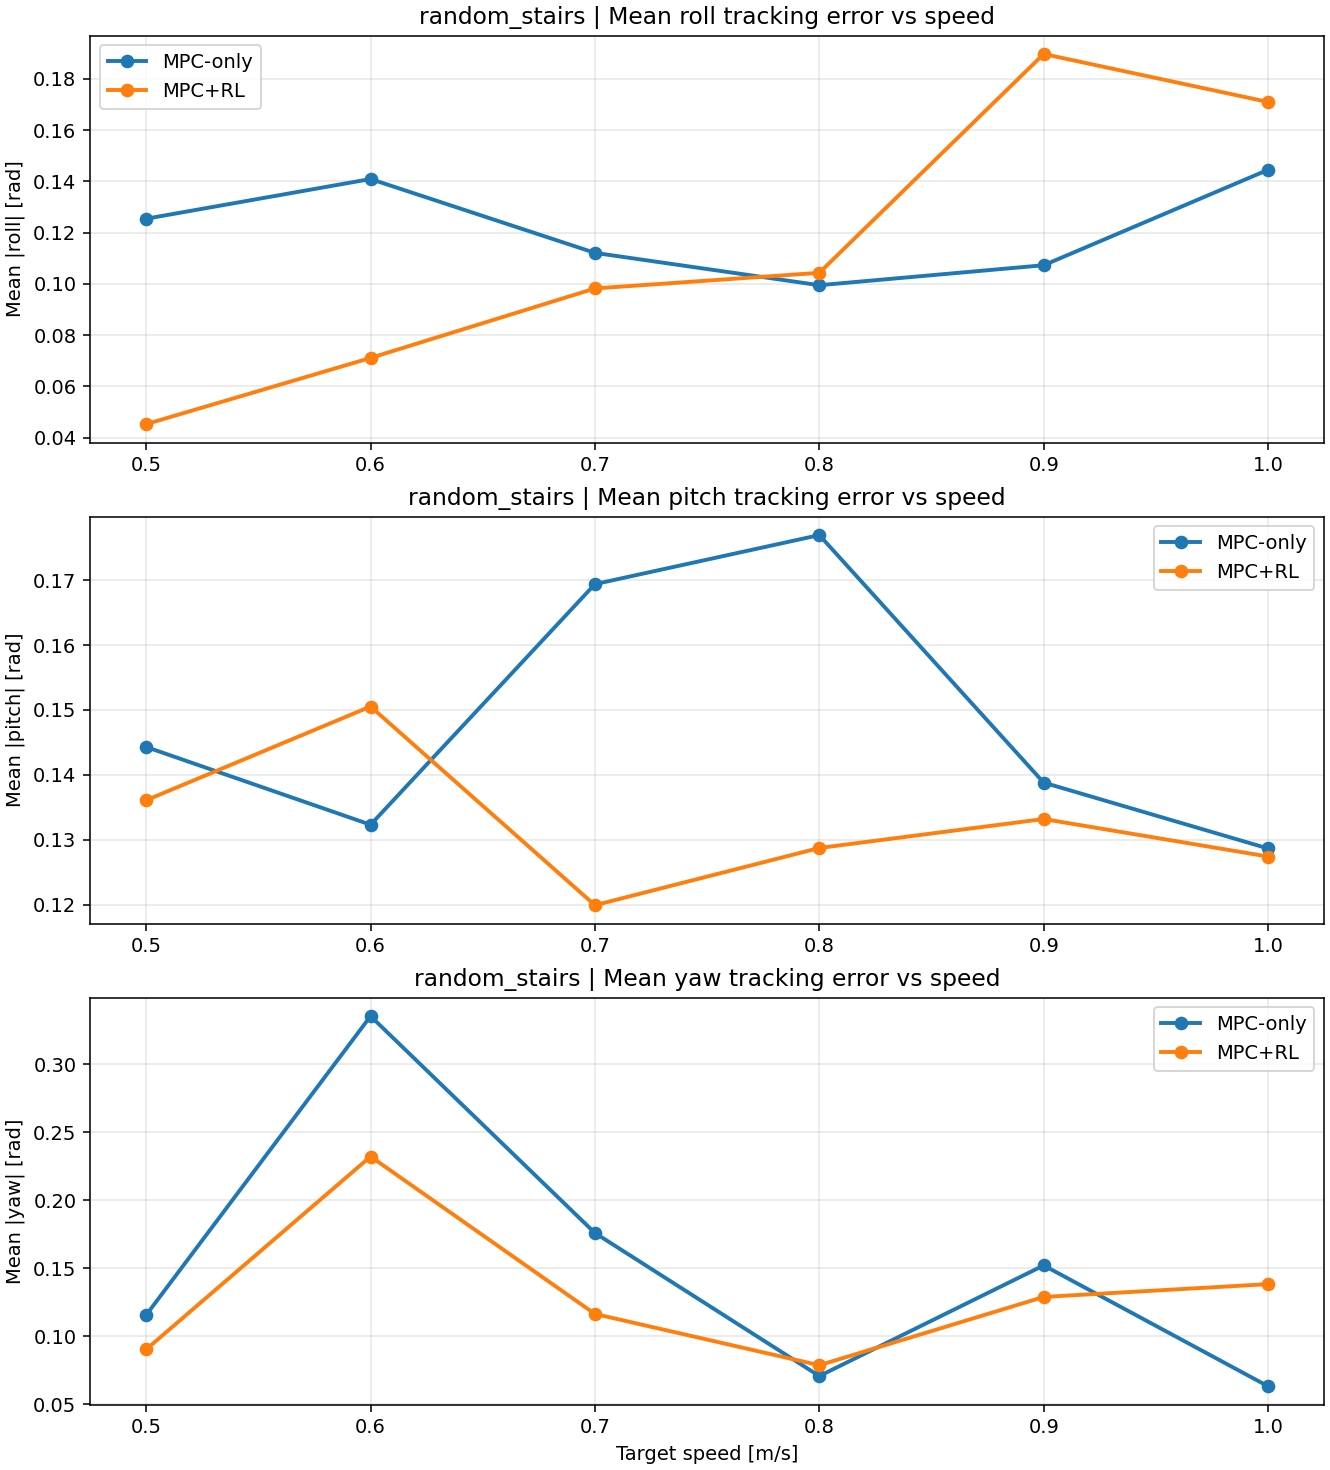 random_stairs | Mean roll tracking error vs speed
MPC-only
MPC+RL
Mean |roll| [rad]
0.18
0.16
0.14
0.12
0.10
0.08
0.06
0.04
0.5 0.6 0.7 0.8 0.9 1.0
random_stairs | Mean pitch tracking error vs speed
MPC-only
MPC+RL
Mean |pitch| [rad]
0.17
0.16
0.15
0.14
0.13
0.12
0.5 0.6 0.7 0.8 0.9 1.0
random_stairs | Mean yaw tracking error vs speed
MPC-only
MPC+RL
Mean |yaw| [rad]
0.30
0.25
0.20
0.15
0.10
0.05
0.5 0.6 0.7 0.8 0.9 1.0
Target speed [m/s]